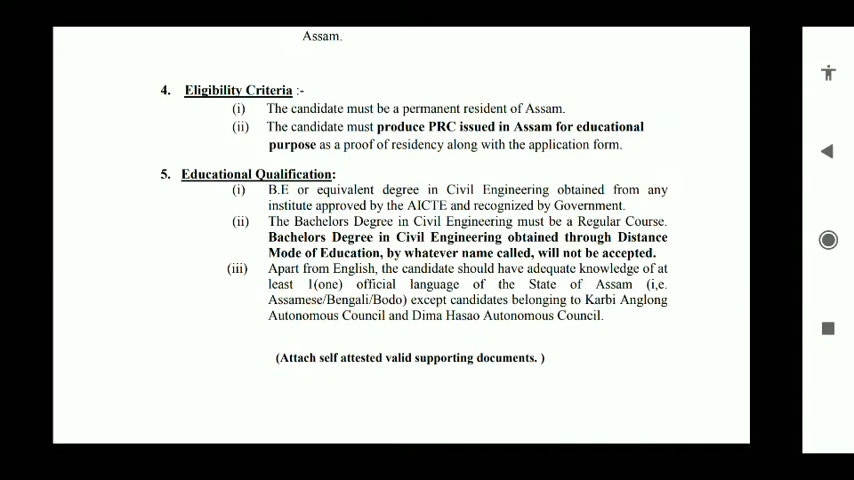 Assam.
4. Eligibility Criteria :-
(i) The candidate must be a permanent resident of Assam.
(ii) The candidate must produce PRC issued in Assam for educational
purpose as a proof of residency along with the application form.
5. Educational Qualification:
(i) B.E or equivalent degree in Civil Engineering obtained from any
institute approved by the AICTE and recognized by Government.
(ii) The Bachelors Degree in Civil Engineering must be a Regular Course.
Bachelors Degree in Civil Engineering obtained through Distance
Mode of Education, by whatever name called, will not be accepted.
(iii) Apart from English, the candidate should have adequate knowledge of at
least 1(one) official language of the State of Assam (i,e.
Assamese/Bengali/Bodo) except candidates belonging to Karbi Anglong
Autonomous Council and Dima Hasao Autonomous Council.
(Attach self attested valid supporting documents. )